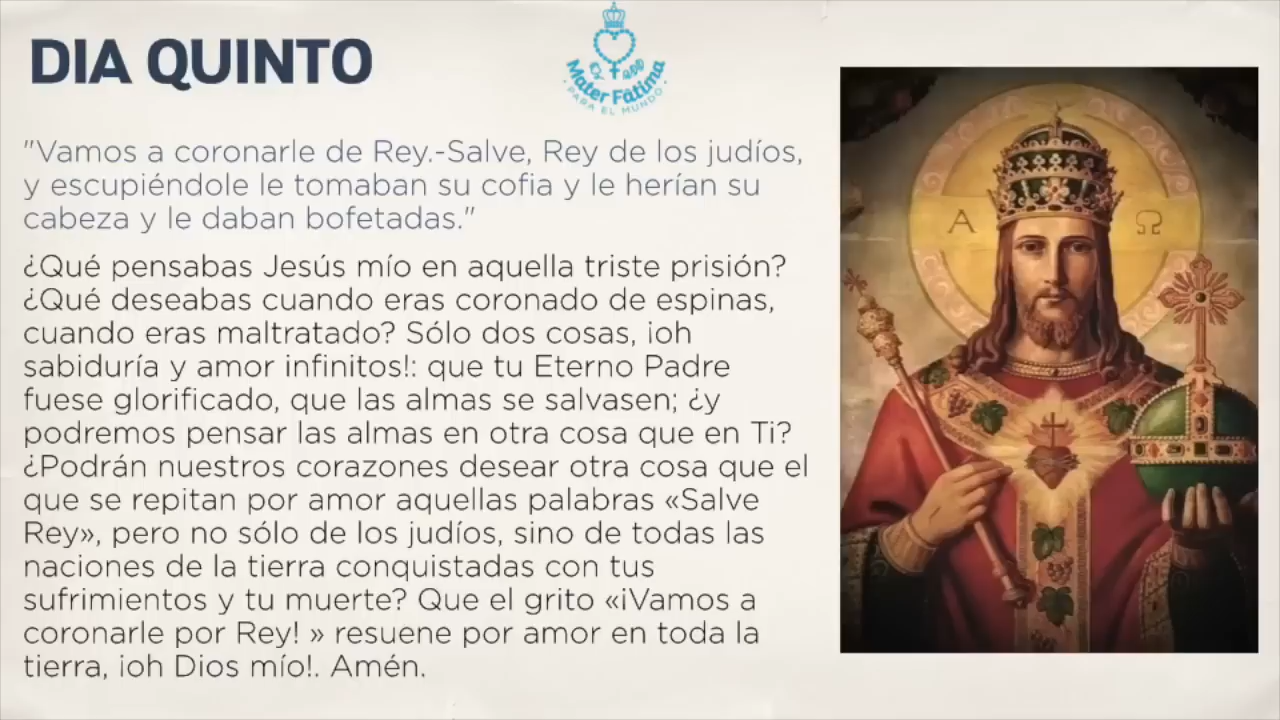 DIA QUINTO
Mater Fàtima
PARA EL MUNDO
"Vamos a coronarle de Rey.-Salve, Rey de los judíos,
y escupiéndole le tomaban su cofia y le herían su
cabeza y le daban bofetadas."
¿Qué pensabas Jesús mío en aquella triste prisión?
¿Qué deseabas cuando eras coronado de espinas,
cuando eras maltratado? Sólo dos cosas, ¡oh
sabiduría y amor infinitos!: que tu Eterno Padre
fuese glorificado, que las almas se salvasen; ¿y
podremos pensar las almas en otra cosa que en Ti?
¿Podrán nuestros corazones desear otra cosa que el
que se repitan por amor aquellas palabras «Salve
Rey», pero no sólo de los judíos, sino de todas las
naciones de la tierra conquistadas con tus
sufrimientos y tu muerte? Que el grito «¡Vamos a
coronarle por Rey! » resuene por amor en toda la
tierra, ¡oh Dios mío!. Amén.
Α Ω